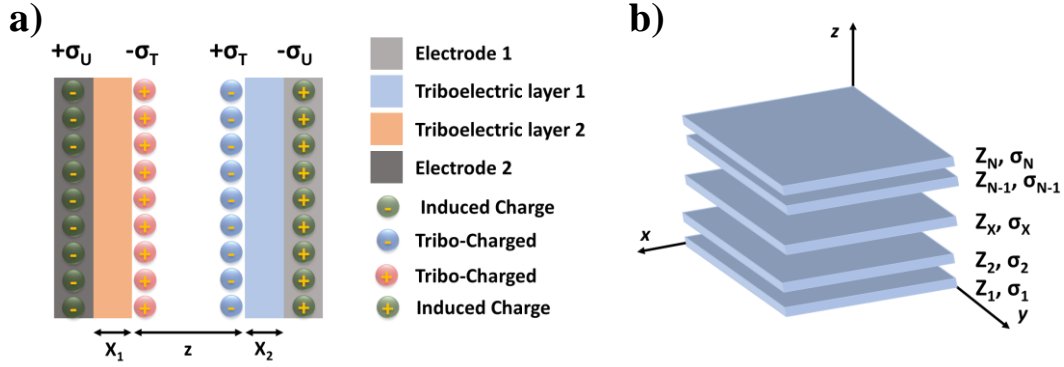 a)
+σU -σT +σT -σU
X1 z X2
Electrode 1
Triboelectric layer 1
Triboelectric layer 2
Electrode 2
- Induced Charge
- Tribo-Charged
+ Tribo-Charged
+ Induced Charge
b)
z
ZN, σN
ZN-1, σN-1
ZX, σX
x
Z2, σ2
Z1, σ1
y